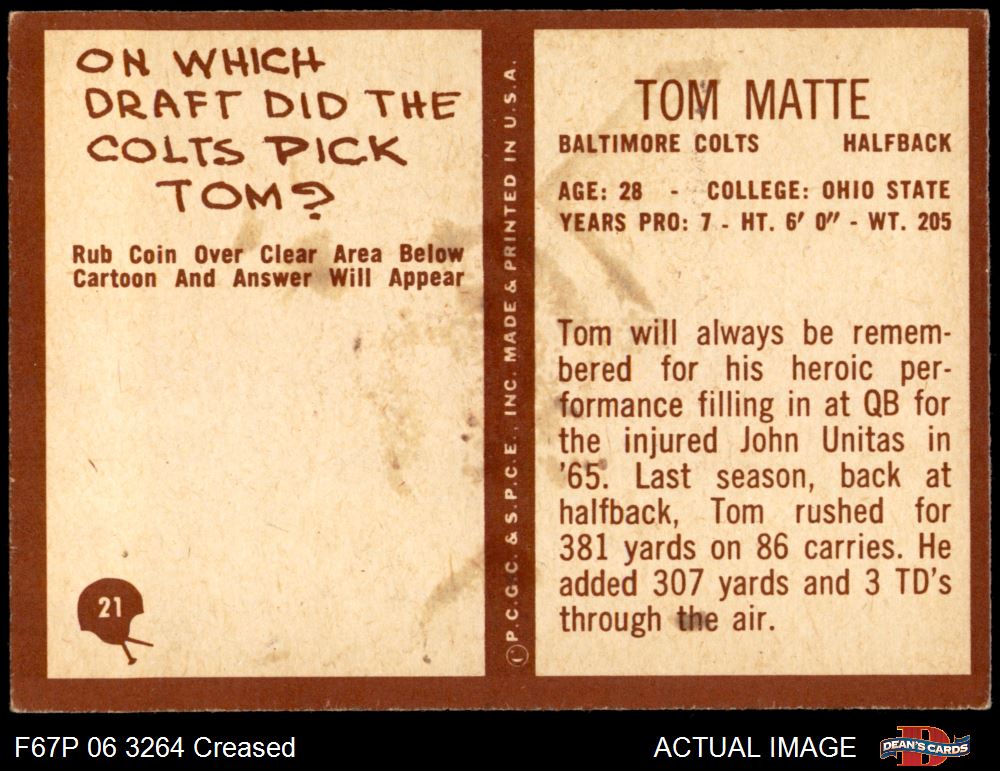 ON WHICH
DRAFT DID THE
COLTS PICK
TOM?
Rub Coin Over Clear Area Below
Cartoon And Answer Will Appear
21
© P.C.G.C. & S.P.C.E., INC. MADE & PRINTED IN U.S.A.
TOM MATTE
BALTIMORE COLTS HALFBACK
AGE: 28 - COLLEGE: OHIO STATE
YEARS PRO: 7 - HT. 6' 0" - WT. 205
Tom will always be remem-
bered for his heroic per-
formance filling in at QB for
the injured John Unitas in
'65. Last season, back at
halfback, Tom rushed for
381 yards on 86 carries. He
added 307 yards and 3 TD's
through the air.
F67P 06 3264 Creased
ACTUAL IMAGE
D
DEAN'S CARDS